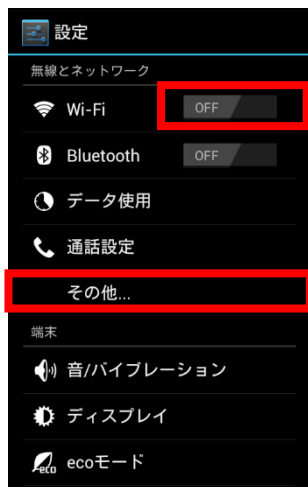 設定
無線とネットワーク
Wi-Fi OFF
Bluetooth OFF
データ使用
通話設定
その他...
端末
音/バイブレーション
ディスプレイ
eco ecoモード